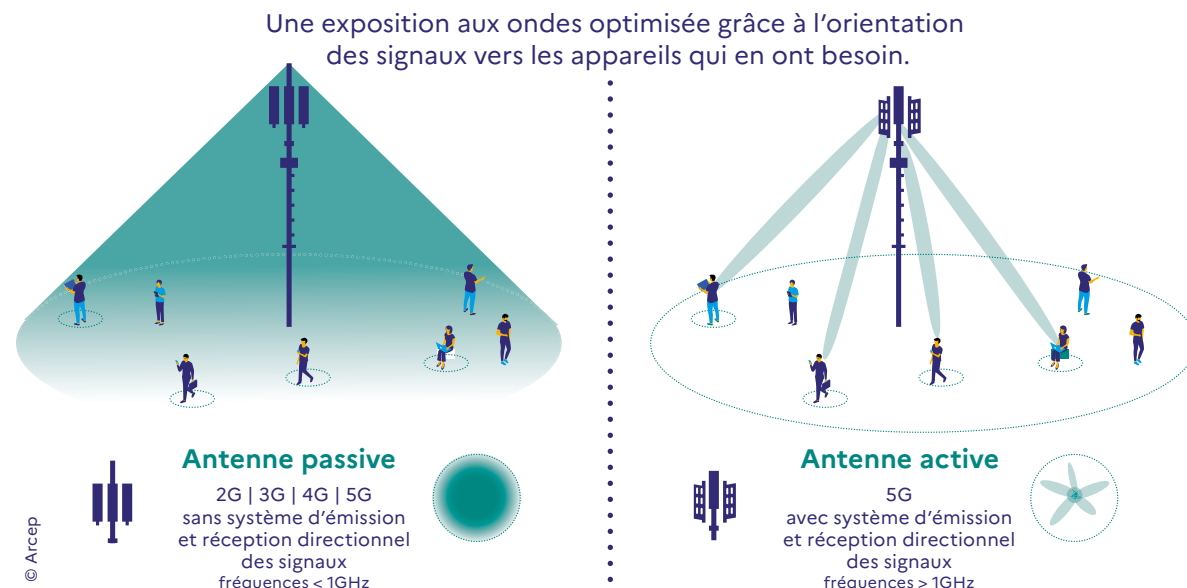 Une exposition aux ondes optimisée grâce à l'orientation
des signaux vers les appareils qui en ont besoin.
Antenne passive
2G | 3G | 4G | 5G
sans système d'émission
et réception directionnel
des signaux
fréquences < 1GHz
© Arcep
Antenne active
5G
avec système d'émission
et réception directionnel
des signaux
fréquences > 1GHz